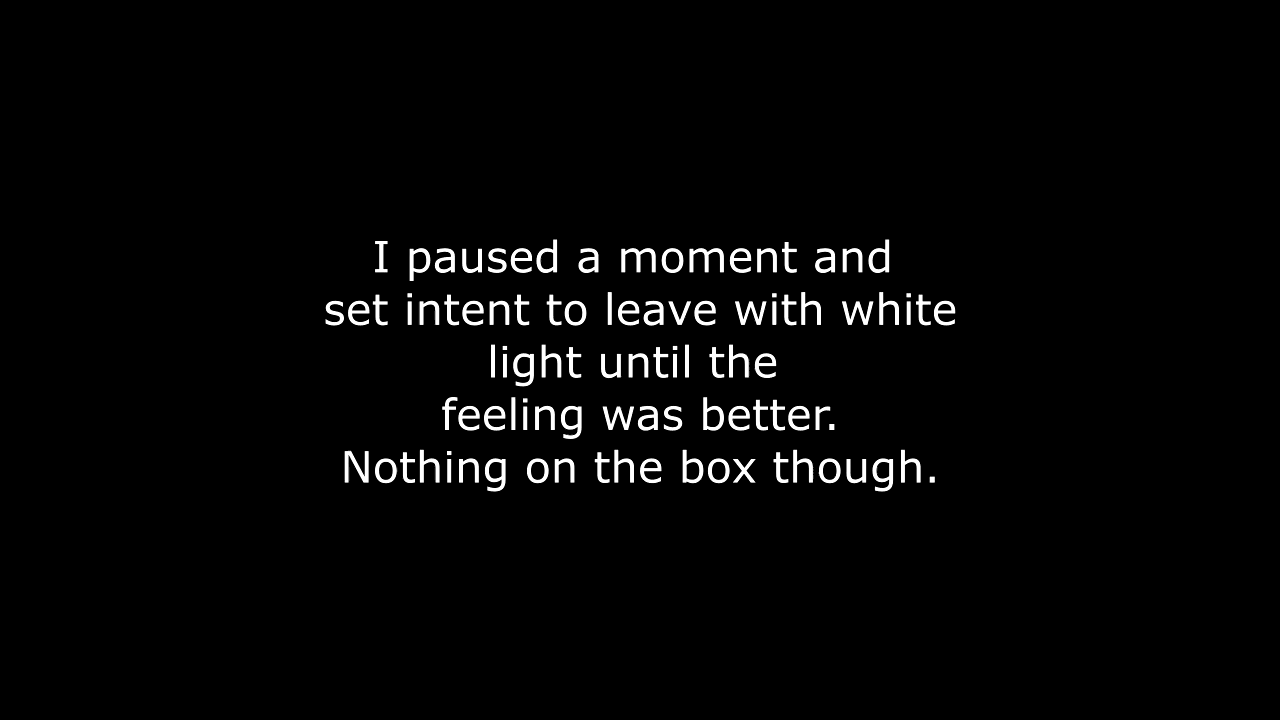 I paused a moment and
set intent to leave with white
light until the
feeling was better.
Nothing on the box though.